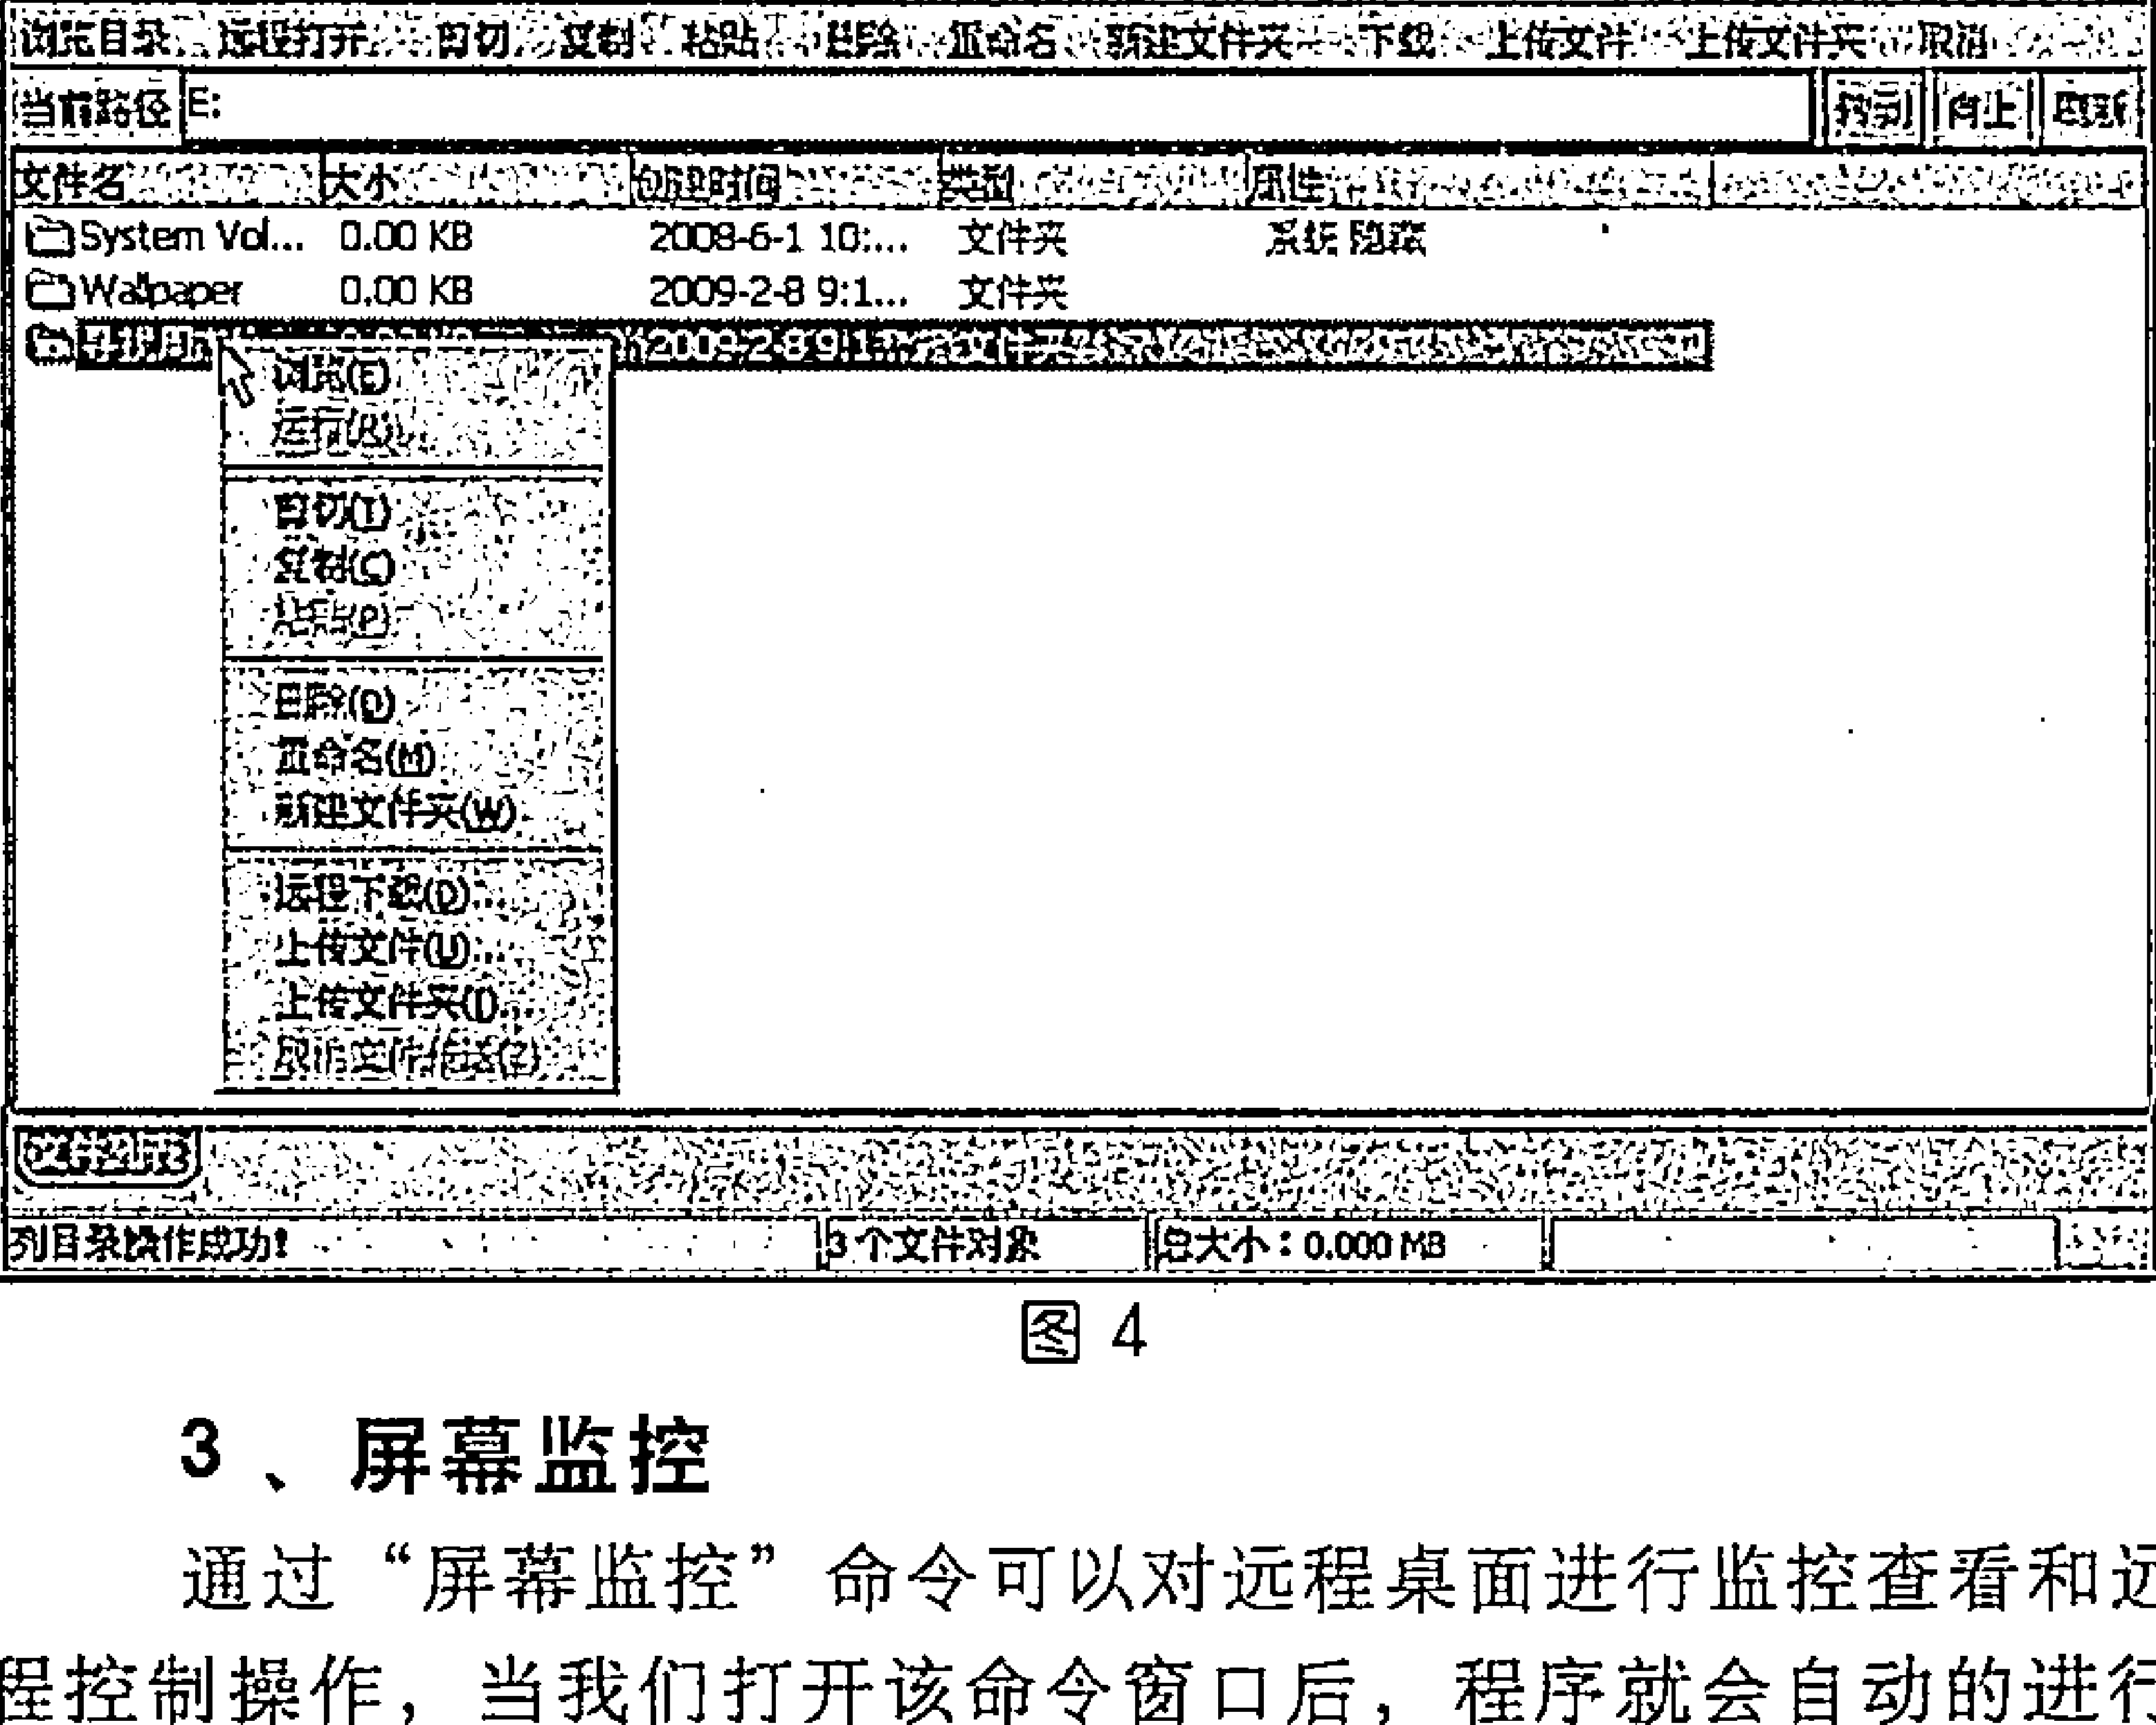 浏览目录 远程打开 剪切 复制 粘贴 删除 重命名 新建文件夹 下载 上传文件 上传文件夹 取消
当前路径 E: 转到 向上 刷新
文件名 大小 创建时间 类型 属性
System Vol... 0.00 KB 2008-6-1 10:... 文件夹 系统 隐藏
Wallpaper 0.00 KB 2009-2-8 9:1... 文件夹
2009-2-8 9:1... 文件夹
浏览(E)
运行(R)
剪切(T)
复制(C)
粘贴(P)
删除(D)
重命名(M)
新建文件夹(W)
远程下载(D)...
上传文件(U)...
上传文件夹(I)...
取消文件传送(Z)
列目录操作成功!
3 个文件对象
总大小：0.000 MB
图 4
3、屏幕监控
通过“屏幕监控”命令可以对远程桌面进行监控查看和远
程控制操作，当我们打开该命令窗口后，程序就会自动的进行